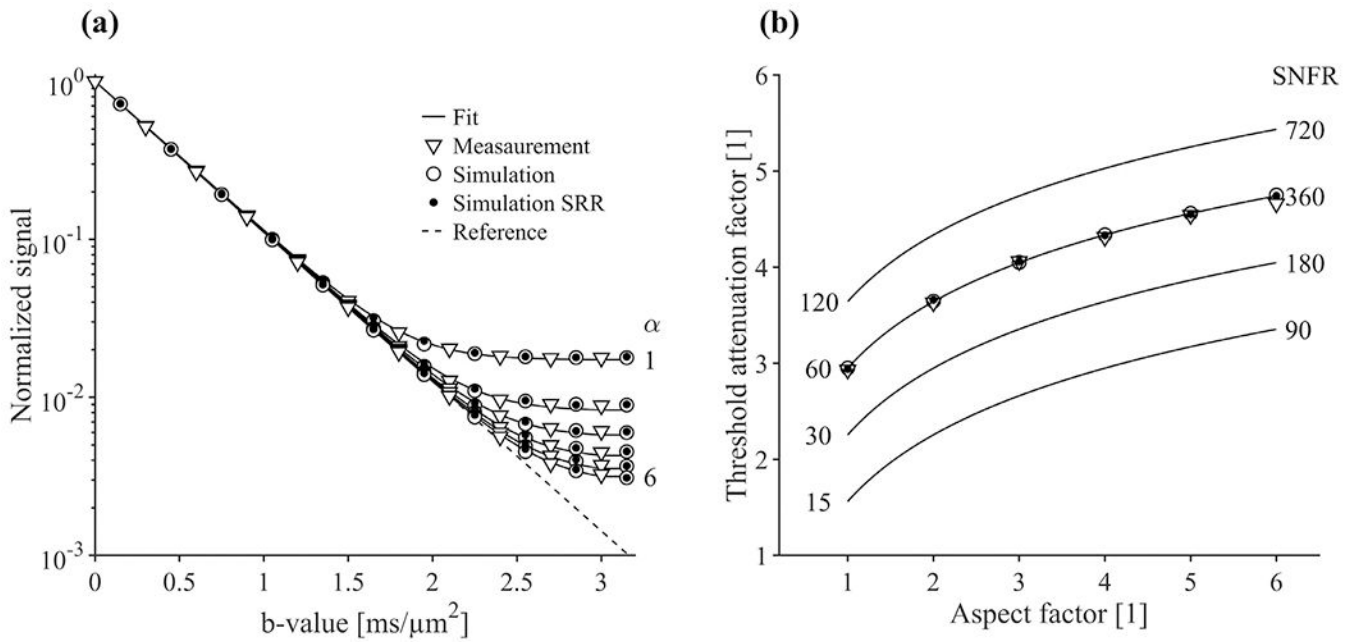 (a)
Normalized signal
10^0
10^-1
10^-2
10^-3
Fit
Measaurement
Simulation
Simulation SRR
Reference
α
1
6
0
0.5
1
1.5
2
2.5
3
b-value [ms/µm^2]
(b)
Threshold attenuation factor [1]
6
5
4
3
2
1
SNFR
120
720
60
360
30
180
15
90
1
2
3
4
5
6
Aspect factor [1]